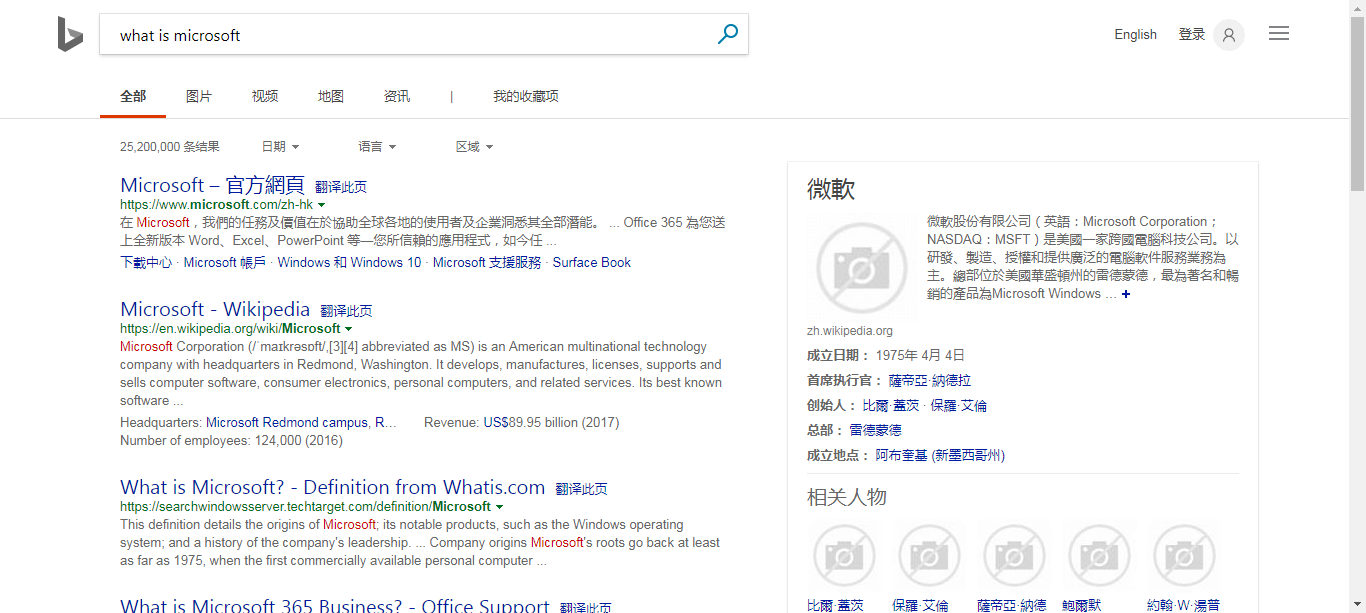 what is microsoft
English 登录
全部 图片 视频 地图 资讯 | 我的收藏项
25,200,000 条结果 日期 语言 区域
Microsoft – 官方網頁 翻译此页
https://www.microsoft.com/zh-hk
在 Microsoft，我們的任務及價值在於協助全球各地的使用者及企業洞悉其全部潛能。 ... Office 365 為您送
上全新版本 Word、Excel、PowerPoint 等—您所信賴的應用程式，如今任 ...
下載中心 · Microsoft 帳戶 · Windows 和 Windows 10 · Microsoft 支援服務 · Surface Book
Microsoft - Wikipedia 翻译此页
https://en.wikipedia.org/wiki/Microsoft
Microsoft Corporation (/ˈmaɪkrəsɒft/,[3][4] abbreviated as MS) is an American multinational technology
company with headquarters in Redmond, Washington. It develops, manufactures, licenses, supports and
sells computer software, consumer electronics, personal computers, and related services. Its best known
software ...
Headquarters: Microsoft Redmond campus, R... Revenue: US$89.95 billion (2017)
Number of employees: 124,000 (2016)
What is Microsoft? - Definition from Whatis.com 翻译此页
https://searchwindowsserver.techtarget.com/definition/Microsoft
This definition details the origins of Microsoft; its notable products, such as the Windows operating
system; and a history of the company's leadership. ... Company origins Microsoft's roots go back at least
as far as 1975, when the first commercially available personal computer ...
What is Microsoft 365 Business? - Office Support 翻译此页
微軟
微軟股份有限公司（英語：Microsoft Corporation；
NASDAQ：MSFT）是美國一家跨國電腦科技公司。以
研發、製造、授權和提供廣泛的電腦軟件服務業務為
主。總部位於美國華盛頓州的雷德蒙德，最為著名和暢
銷的產品為Microsoft Windows ... +
zh.wikipedia.org
成立日期： 1975年 4月 4日
首席执行官： 薩蒂亞·納德拉
创始人： 比爾·蓋茨 · 保羅·艾倫
总部： 雷德蒙德
成立地点： 阿布奎基 (新墨西哥州)
相关人物
比爾·蓋茨 保羅·艾倫 薩帝亞·納德 鮑爾默 約翰·W·湯普